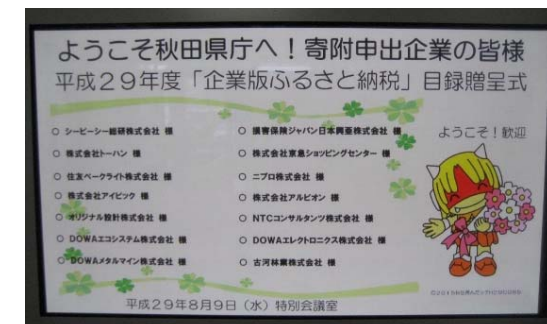 ようこそ秋田県庁へ！寄附申出企業の皆様
平成２９年度「企業版ふるさと納税」目録贈呈式
○ シービーシー総研株式会社 様
○ 株式会社トーハン 様
○ 住友ベークライト株式会社 様
○ 株式会社アイビック 様
○ オリジナル設計株式会社 様
○ DOWAエコシステム株式会社 様
○ DOWAメタルマイン株式会社 様
○ 損害保険ジャパン日本興亜株式会社 様
○ 株式会社東急ショッピングセンター 様
○ ニプロ株式会社 様
○ 株式会社アルビオン 様
○ NTCコンサルタンツ株式会社 様
○ DOWAエレクトロニクス株式会社 様
○ 古河林業株式会社 様
ようこそ！歓迎
平成２９年８月９日（水）特別会議室